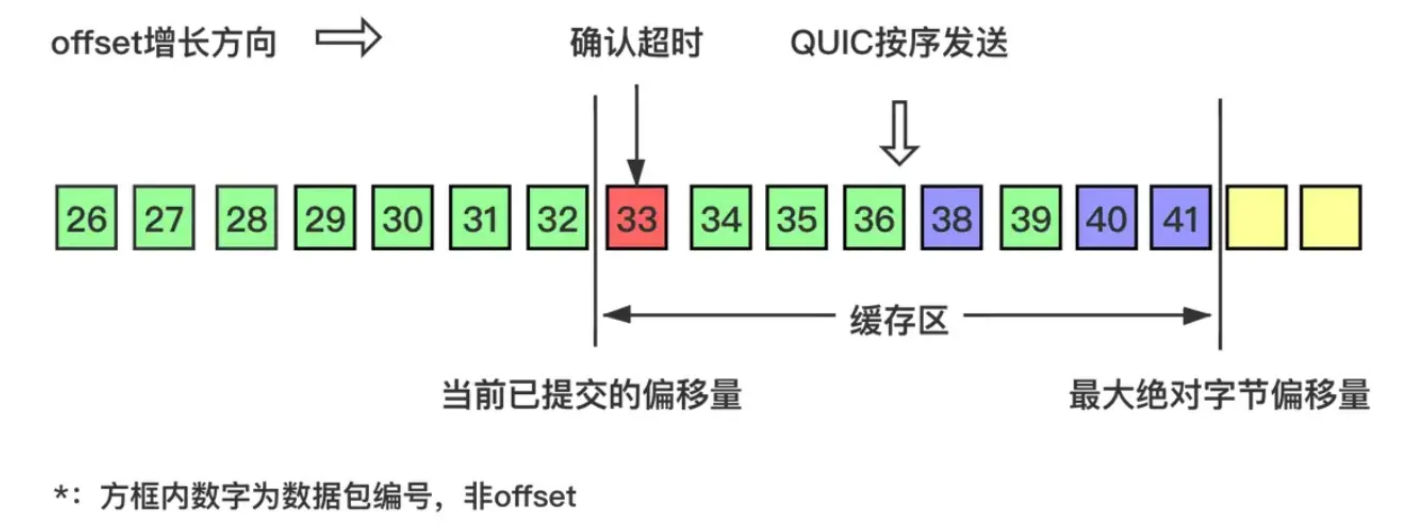 offset增长方向 确认超时 QUIC按序发送
26 27 28 29 30 31 32 33 34 35 36 38 39 40 41
缓存区
当前已提交的偏移量 最大绝对字节偏移量
*：方框内数字为数据包编号，非offset